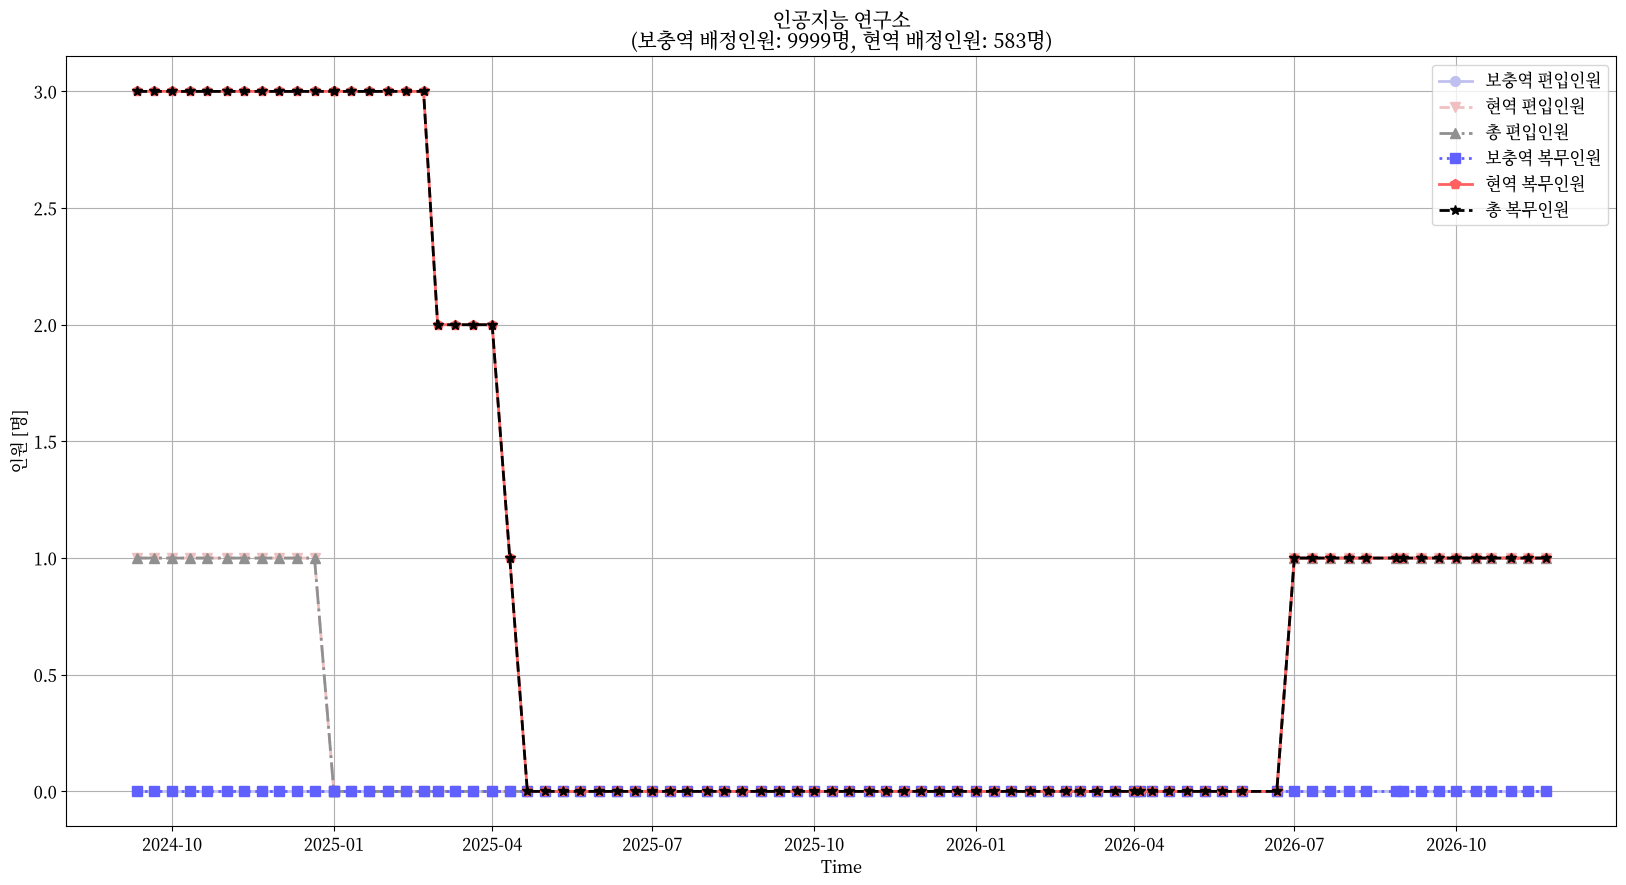 인공지능 연구소
(보충역 배정인원: 9999명, 현역 배정인원: 583명)
보충역 편입인원
현역 편입인원
총 편입인원
보충역 복무인원
현역 복무인원
총 복무인원
인원 [명]
3.0
2.5
2.0
1.5
1.0
0.5
0.0
2024-10
2025-01
2025-04
2025-07
2025-10
2026-01
2026-04
2026-07
2026-10
Time